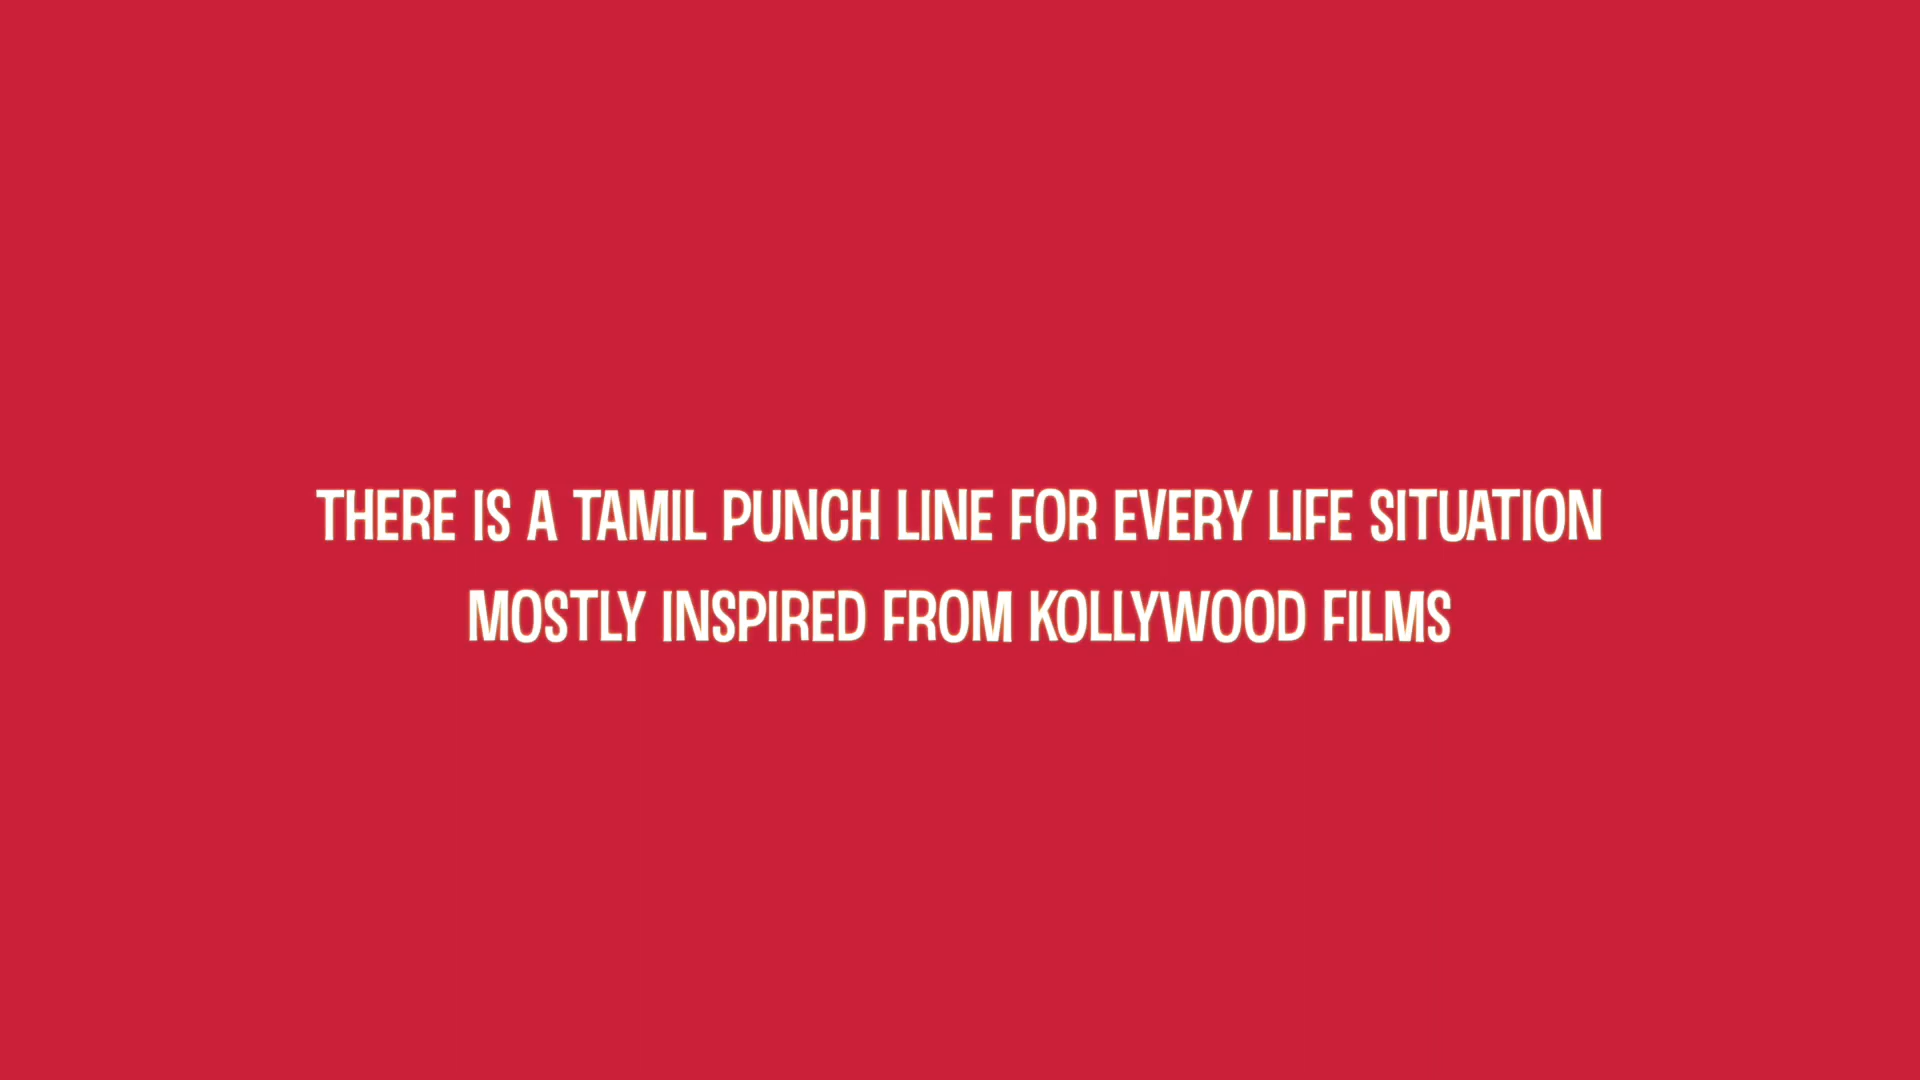 THERE IS A TAMIL PUNCH LINE FOR EVERY LIFE SITUATION
MOSTLY INSPIRED FROM KOLLYWOOD FILMS